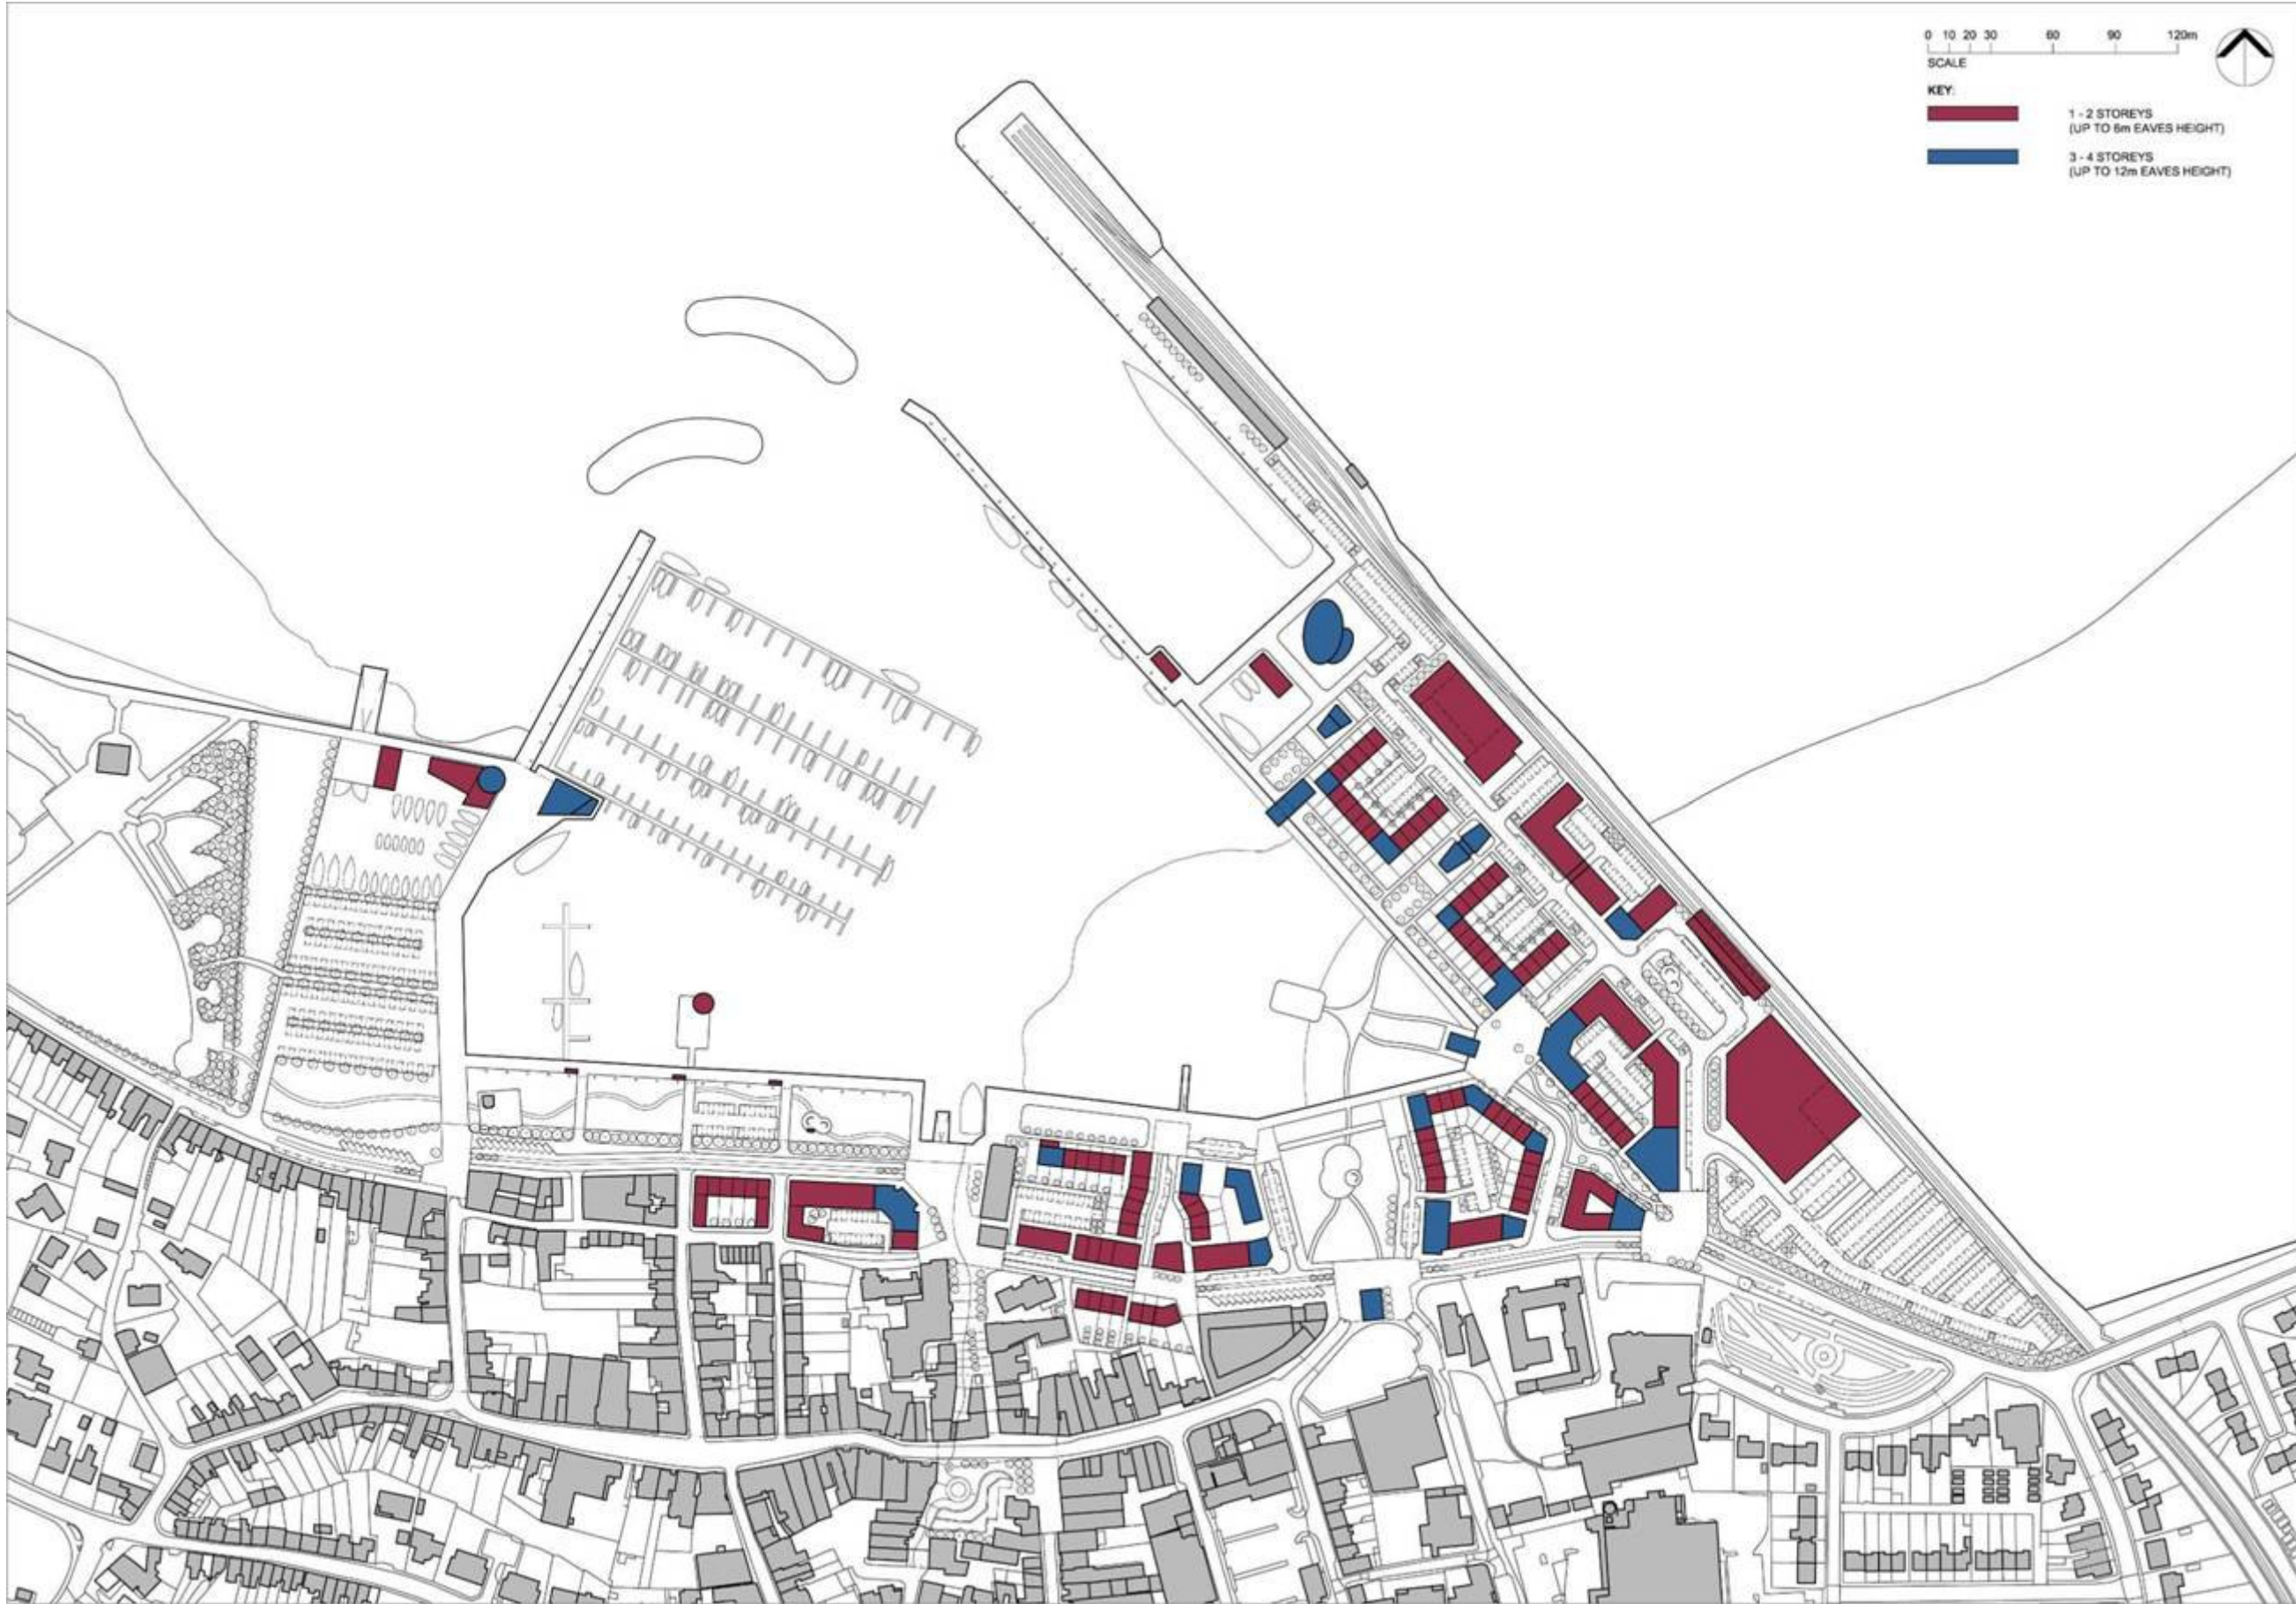 0 10 20 30 60 90 120m
SCALE
KEY:
1 - 2 STOREYS
(UP TO 6m EAVES HEIGHT)
3 - 4 STOREYS
(UP TO 12m EAVES HEIGHT)